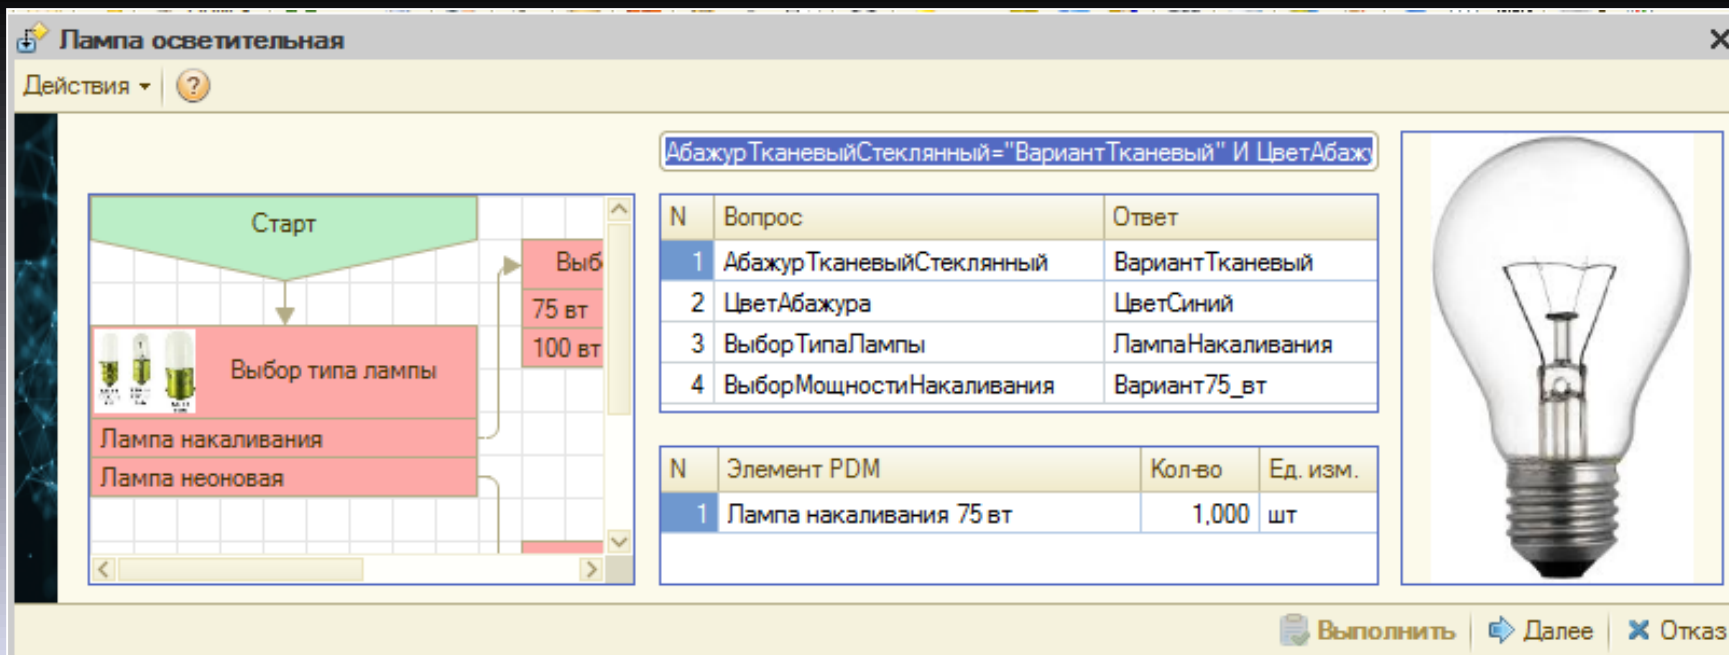 Лампа осветительная
Действия
?
АбажурТканевыйСтеклянный="ВариантТканевый" И ЦветАбаж
Старт
Выб
75 вт
100 вт
Выбор типа лампы
Лампа накаливания
Лампа неоновая
N Вопрос Ответ
1 АбажурТканевыйСтеклянный ВариантТканевый
2 ЦветАбажура ЦветСиний
3 ВыборТипаЛампы ЛампаНакаливания
4 ВыборМощностиНакаливания Вариант75_вт
N Элемент PDM Кол-во Ед. изм.
1 Лампа накаливания 75 вт 1,000 шт
Выполнить Далее Отказ